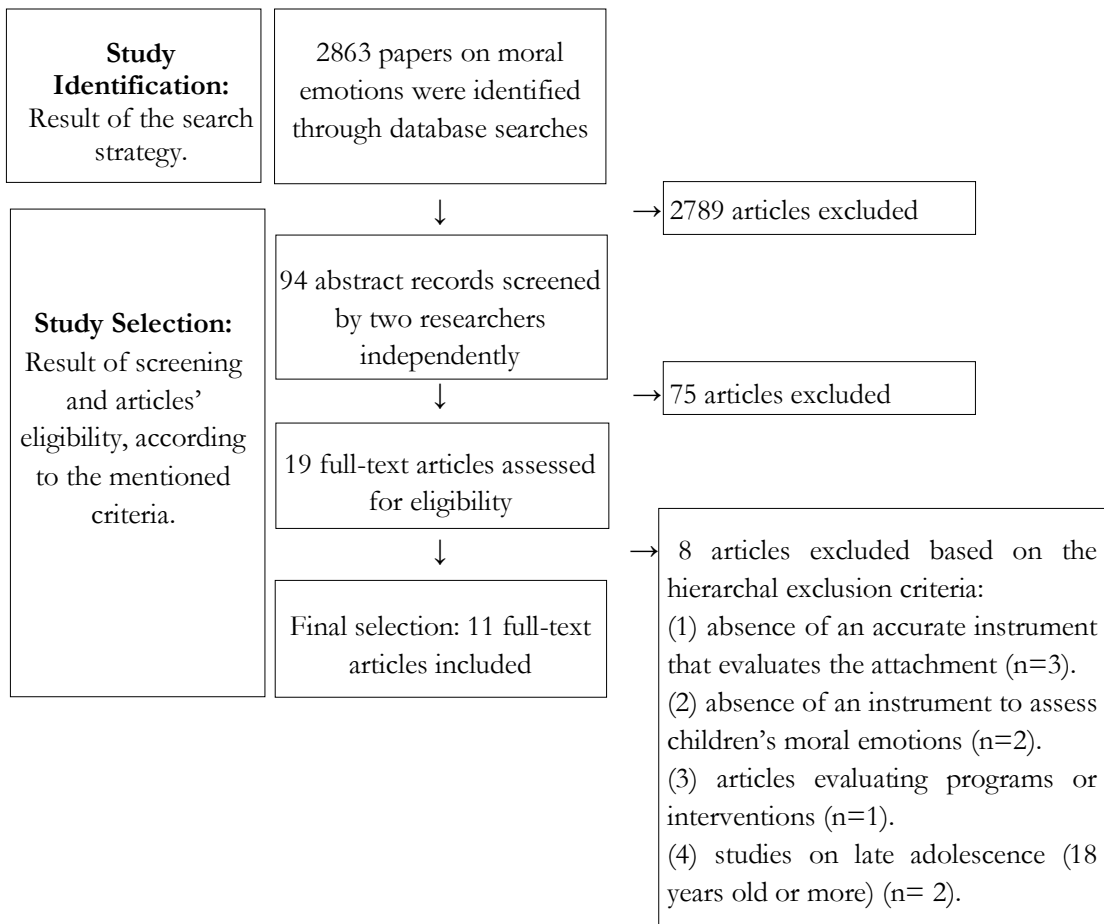 Study
Identification:
Result of the search
strategy.
2863 papers on moral
emotions were identified
through database searches
↓
→
2789 articles excluded
94 abstract records screened
by two researchers
independently
↓
→
75 articles excluded
Study Selection:
Result of screening
and articles’
eligibility, according
to the mentioned
criteria.
19 full-text articles assessed
for eligibility
↓
→
8 articles excluded based on the
hierarchal exclusion criteria:
(1) absence of an accurate instrument
that evaluates the attachment (n=3).
(2) absence of an instrument to assess
children’s moral emotions (n=2).
(3) articles evaluating programs or
interventions (n=1).
(4) studies on late adolescence (18
years old or more) (n= 2).
Final selection: 11 full-text
articles included